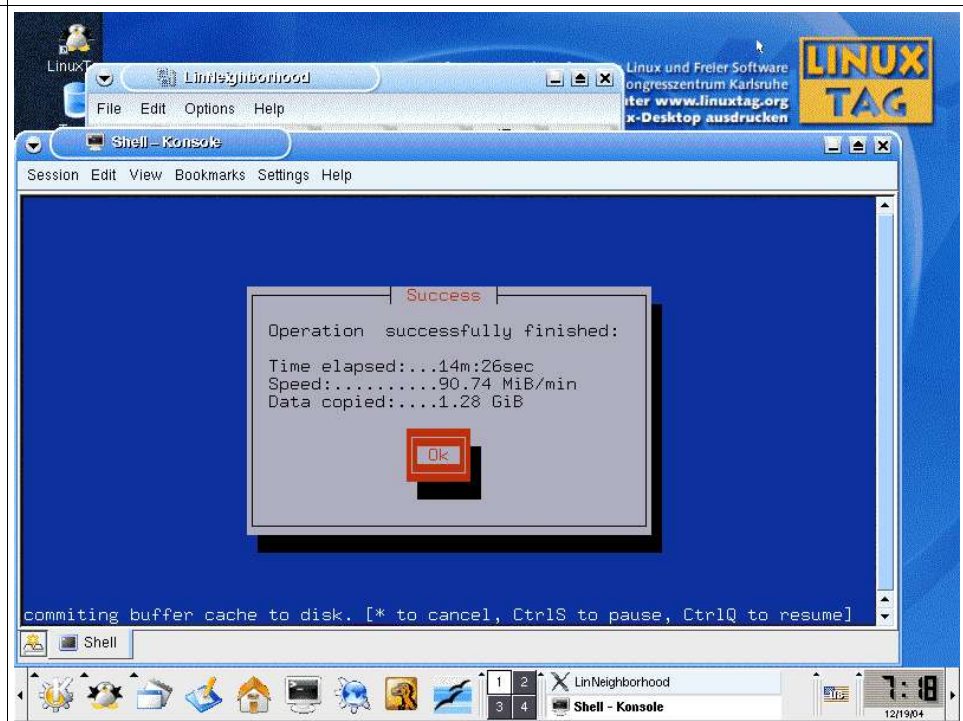 LinuxT
LinNeighborhood
File Edit Options Help
Linux und Freier Software
ongresszentrum Karlsruhe
ter www.linuxtag.org
x-Desktop ausdrucken
LINUX
TAG
Shell – Konsole
Session Edit View Bookmarks Settings Help
Success
Operation successfully finished:
Time elapsed:...14m:26sec
Speed:..........90.74 MiB/min
Data copied:....1.28 GiB
Ok
commiting buffer cache to disk. [* to cancel, CtrlS to pause, CtrlQ to resume]
Shell
1 2
3 4
LinNeighborhood
Shell - Konsole
7:18
12/19/04